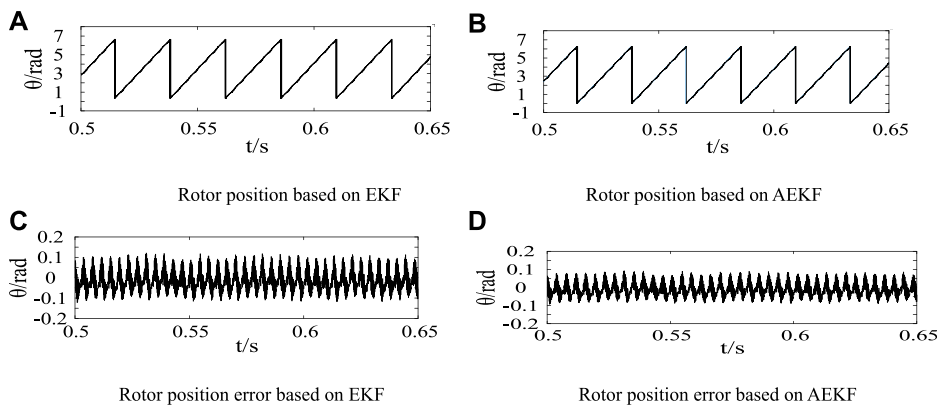 A
7
5
3
1
-1
θ/rad
0.5
0.55
0.6
0.65
t/s
Rotor position based on EKF
B
7
5
3
1
-1
θ/rad
0.5
0.55
0.6
0.65
t/s
Rotor position based on AEKF
C
0.2
0.1
0
-0.1
-0.2
θ/rad
0.5
0.55
0.6
0.65
t/s
Rotor position error based on EKF
D
0.2
0.1
0
-0.1
-0.2
θ/rad
0.5
0.55
0.6
0.65
t/s
Rotor position error based on AEKF